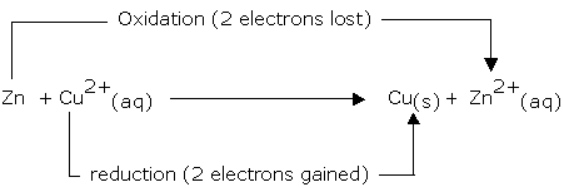 Oxidation (2 electrons lost)
Zn + Cu²⁺(aq) Cu(s) + Zn²⁺(aq)
reduction (2 electrons gained)